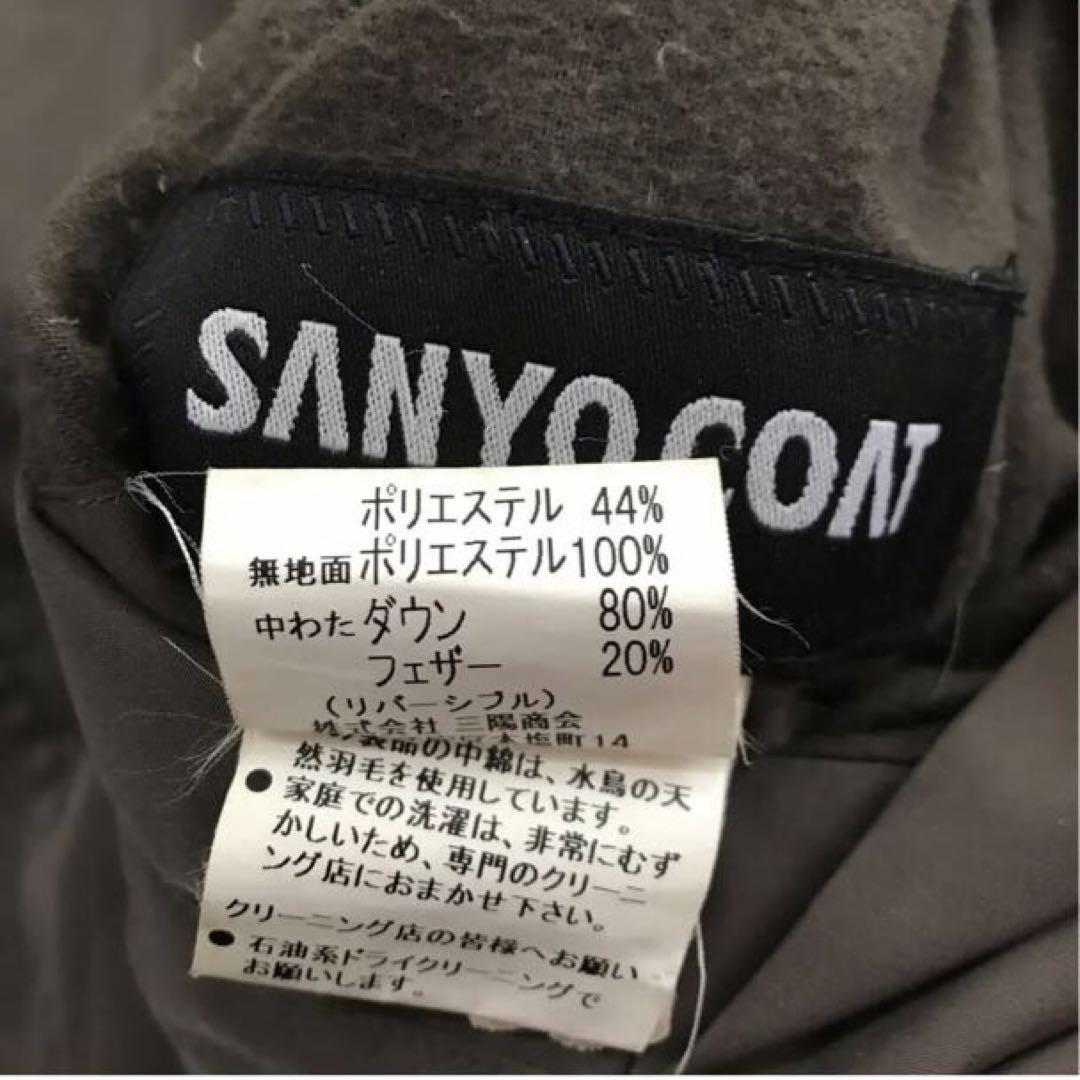 SANYO COAT
ポリエステル 44%
無地面 ポリエステル 100%
中わた ダウン 80%
フェザー 20%
(リバーシブル)
株式会社 三陽商会
本塩町14
の中綿は、水鳥の天
然羽毛を使用しています。
● 家庭での洗濯は、非常にむず
かしいため、専門のクリーニ
ング店におまかせ下さい。
クリーニング店の皆様へお願い
● 石油系ドライクリーニングで
お願いします。